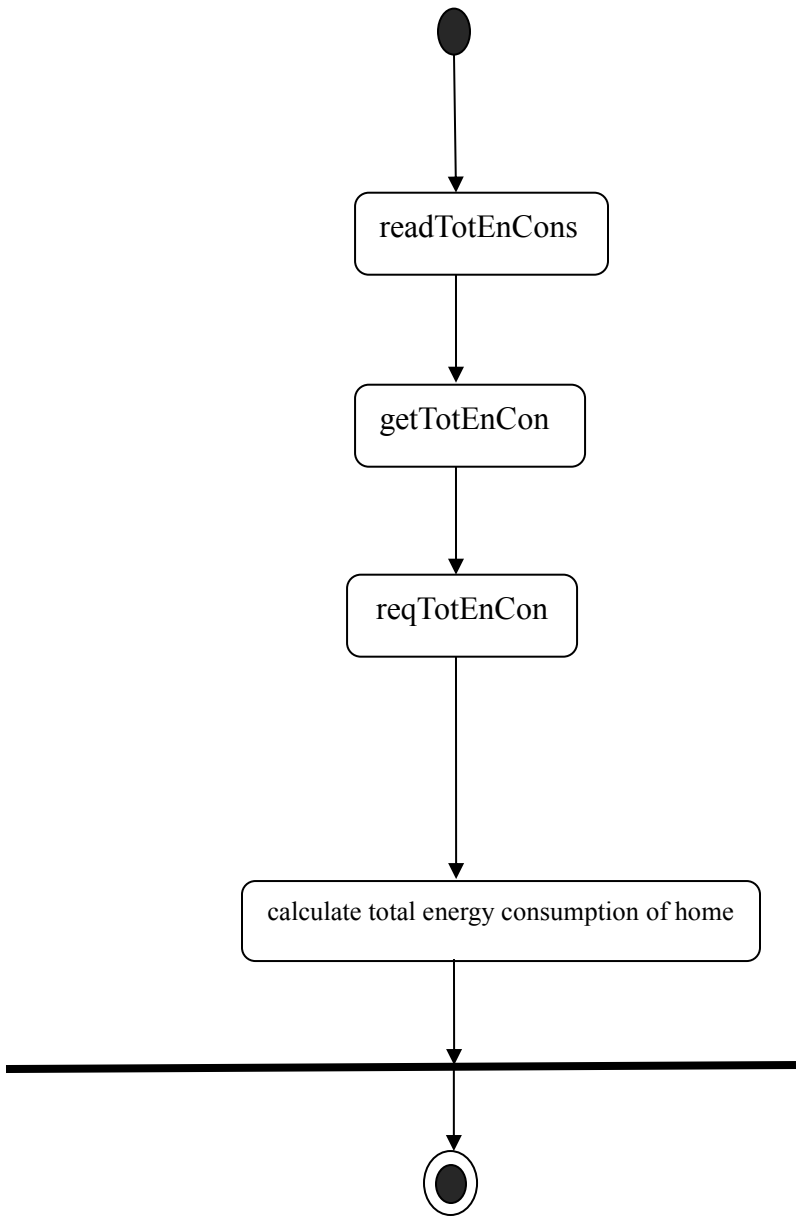 readTotEnCons
getTotEnCon
reqTotEnCon
calculate total energy consumption of home